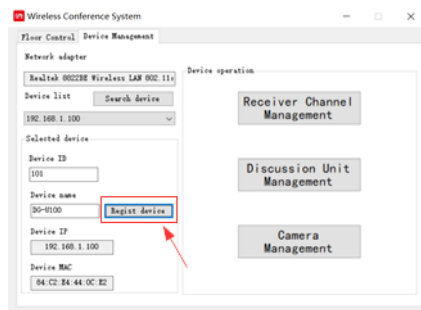 Wireless Conference System
Floor Control Device Management
Network adapter
Realtek 8822BE Wireless LAN 802.11c
Device list Search device
192.168.1.100
Selected device
Device ID
101
Device name
BG-U100 Regist device
Device IP
192.168.1.100
Device MAC
84:C2:E4:44:0C:E2
Device operation
Receiver Channel
Management
Discussion Unit
Management
Camera
Management